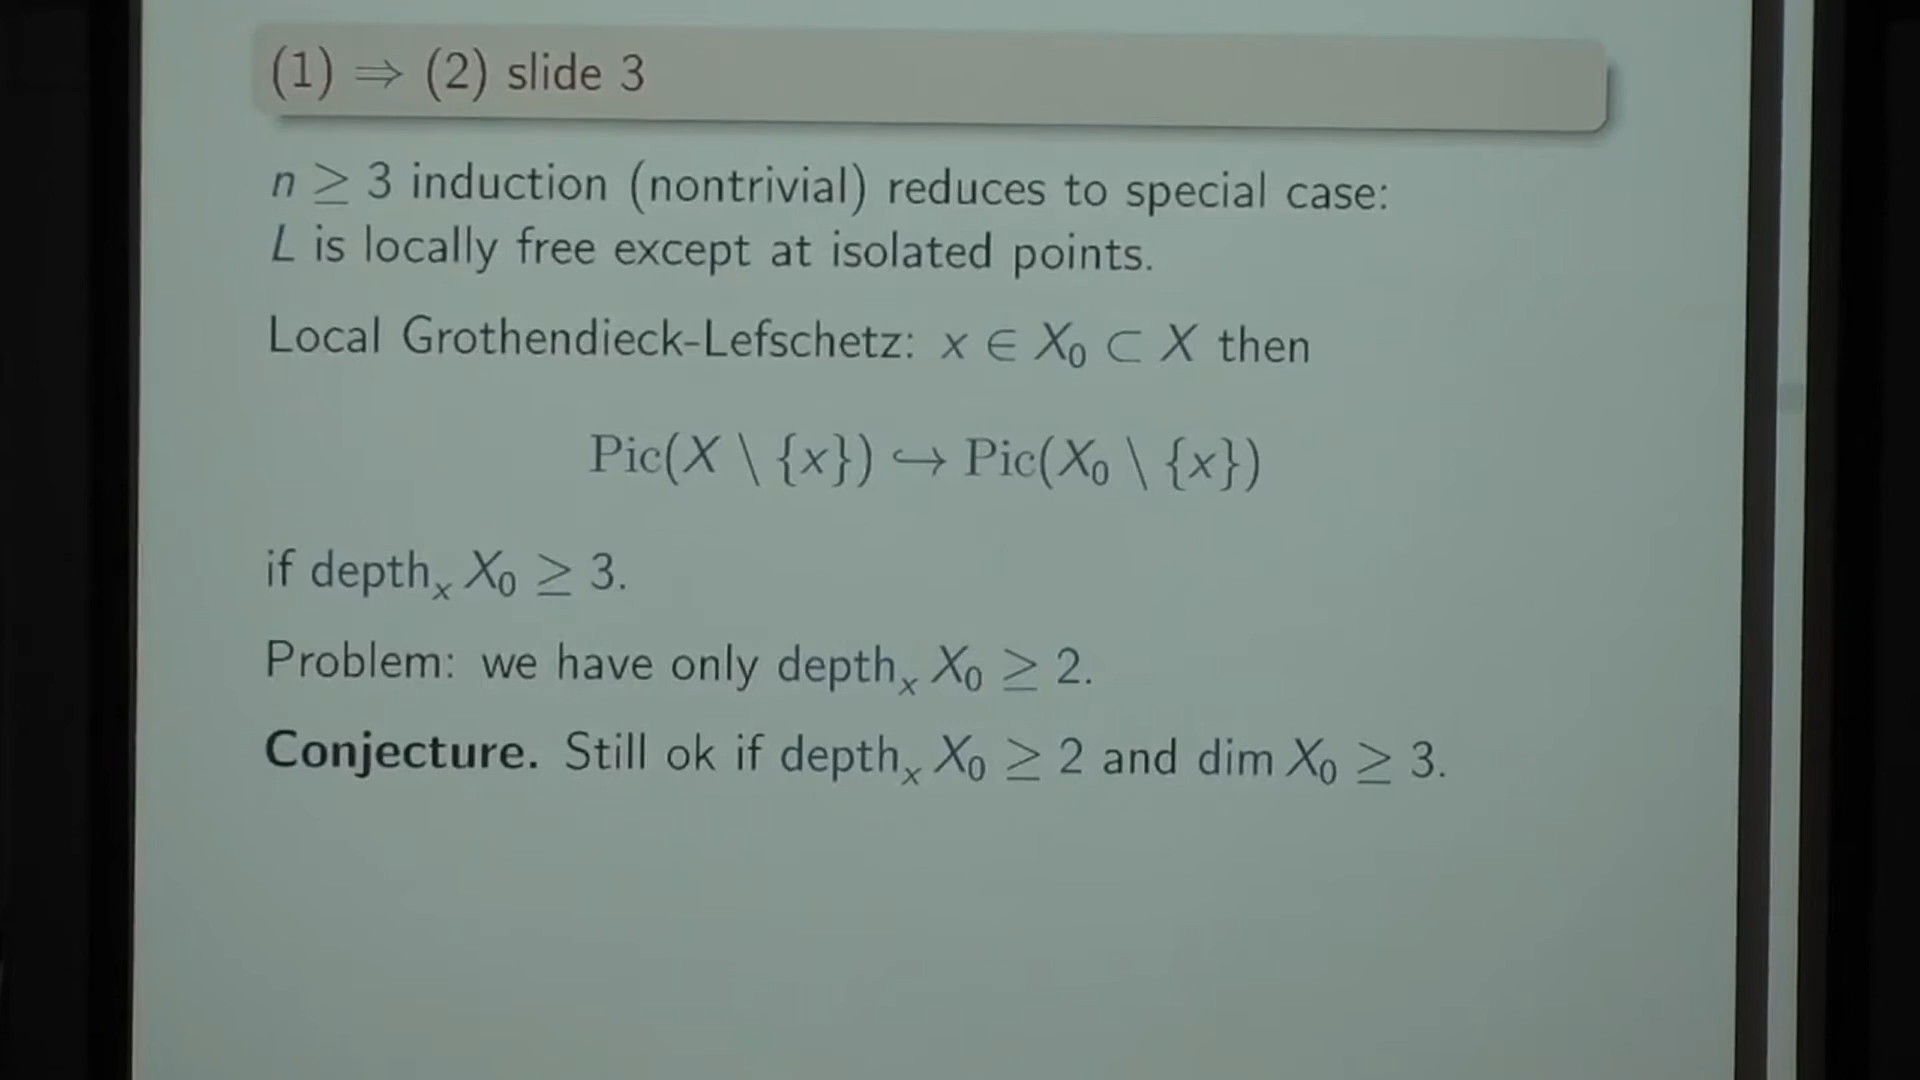 (1) ⇒ (2) slide 3
n ≥ 3 induction (nontrivial) reduces to special case:
L is locally free except at isolated points.
Local Grothendieck-Lefschetz: x ∈ X₀ ⊂ X then
Pic(X \ {x}) ↪ Pic(X₀ \ {x})
if depthₓ X₀ ≥ 3.
Problem: we have only depthₓ X₀ ≥ 2.
Conjecture. Still ok if depthₓ X₀ ≥ 2 and dim X₀ ≥ 3.